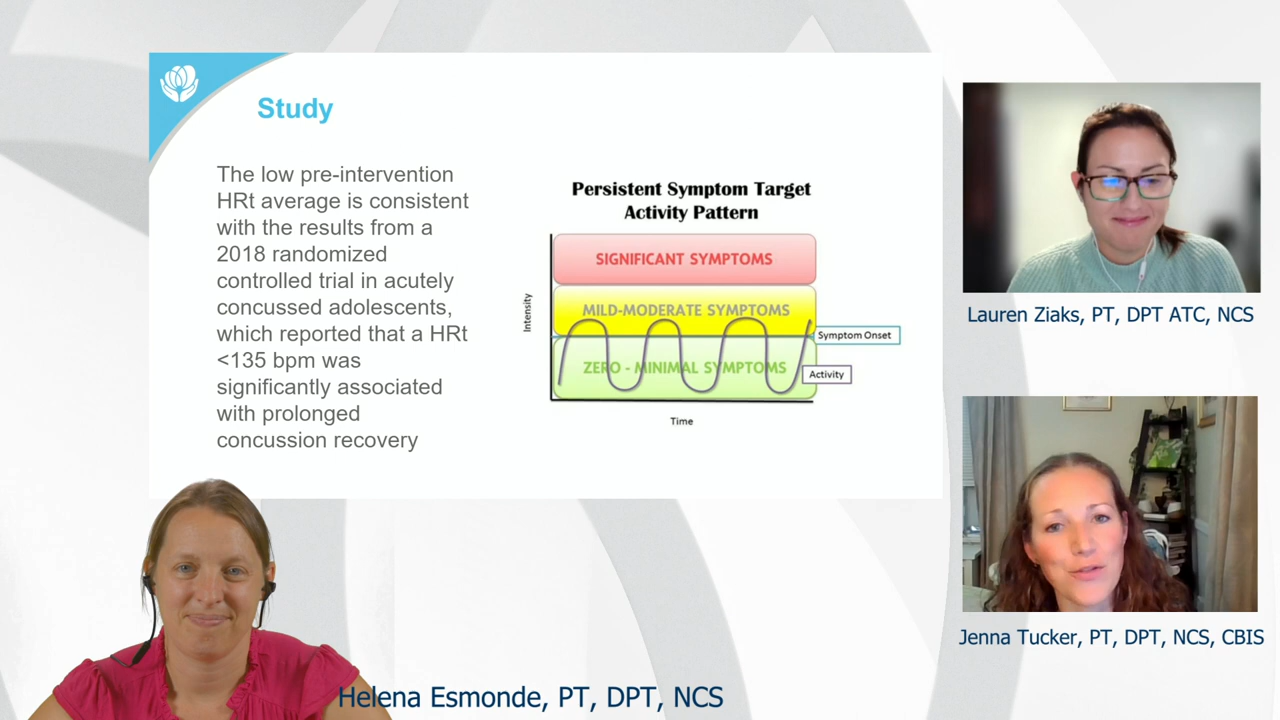 Study
The low pre-intervention
HRt average is consistent
with the results from a
2018 randomized
controlled trial in acutely
concussed adolescents,
which reported that a HRt
<135 bpm was
significantly associated
with prolonged
concussion recovery
Persistent Symptom Target
Activity Pattern
SIGNIFICANT SYMPTOMS
MILD-MODERATE SYMPTOMS
ZERO - MINIMAL SYMPTOMS
Symptom Onset
Activity
Intensity
Time
Lauren Ziaks, PT, DPT ATC, NCS
Jenna Tucker, PT, DPT, NCS, CBIS
Helena Esmonde, PT, DPT, NCS